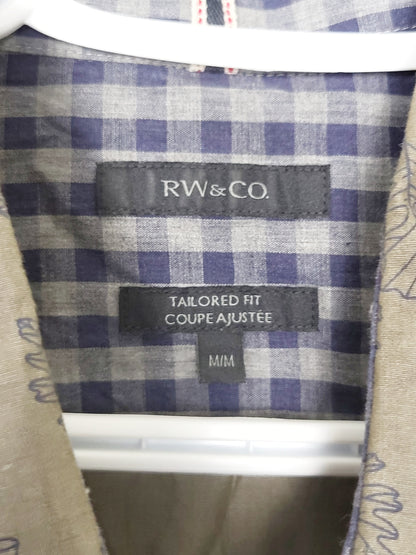 RW&CO.
TAILORED FIT
COUPE AJUSTÉE
M/M